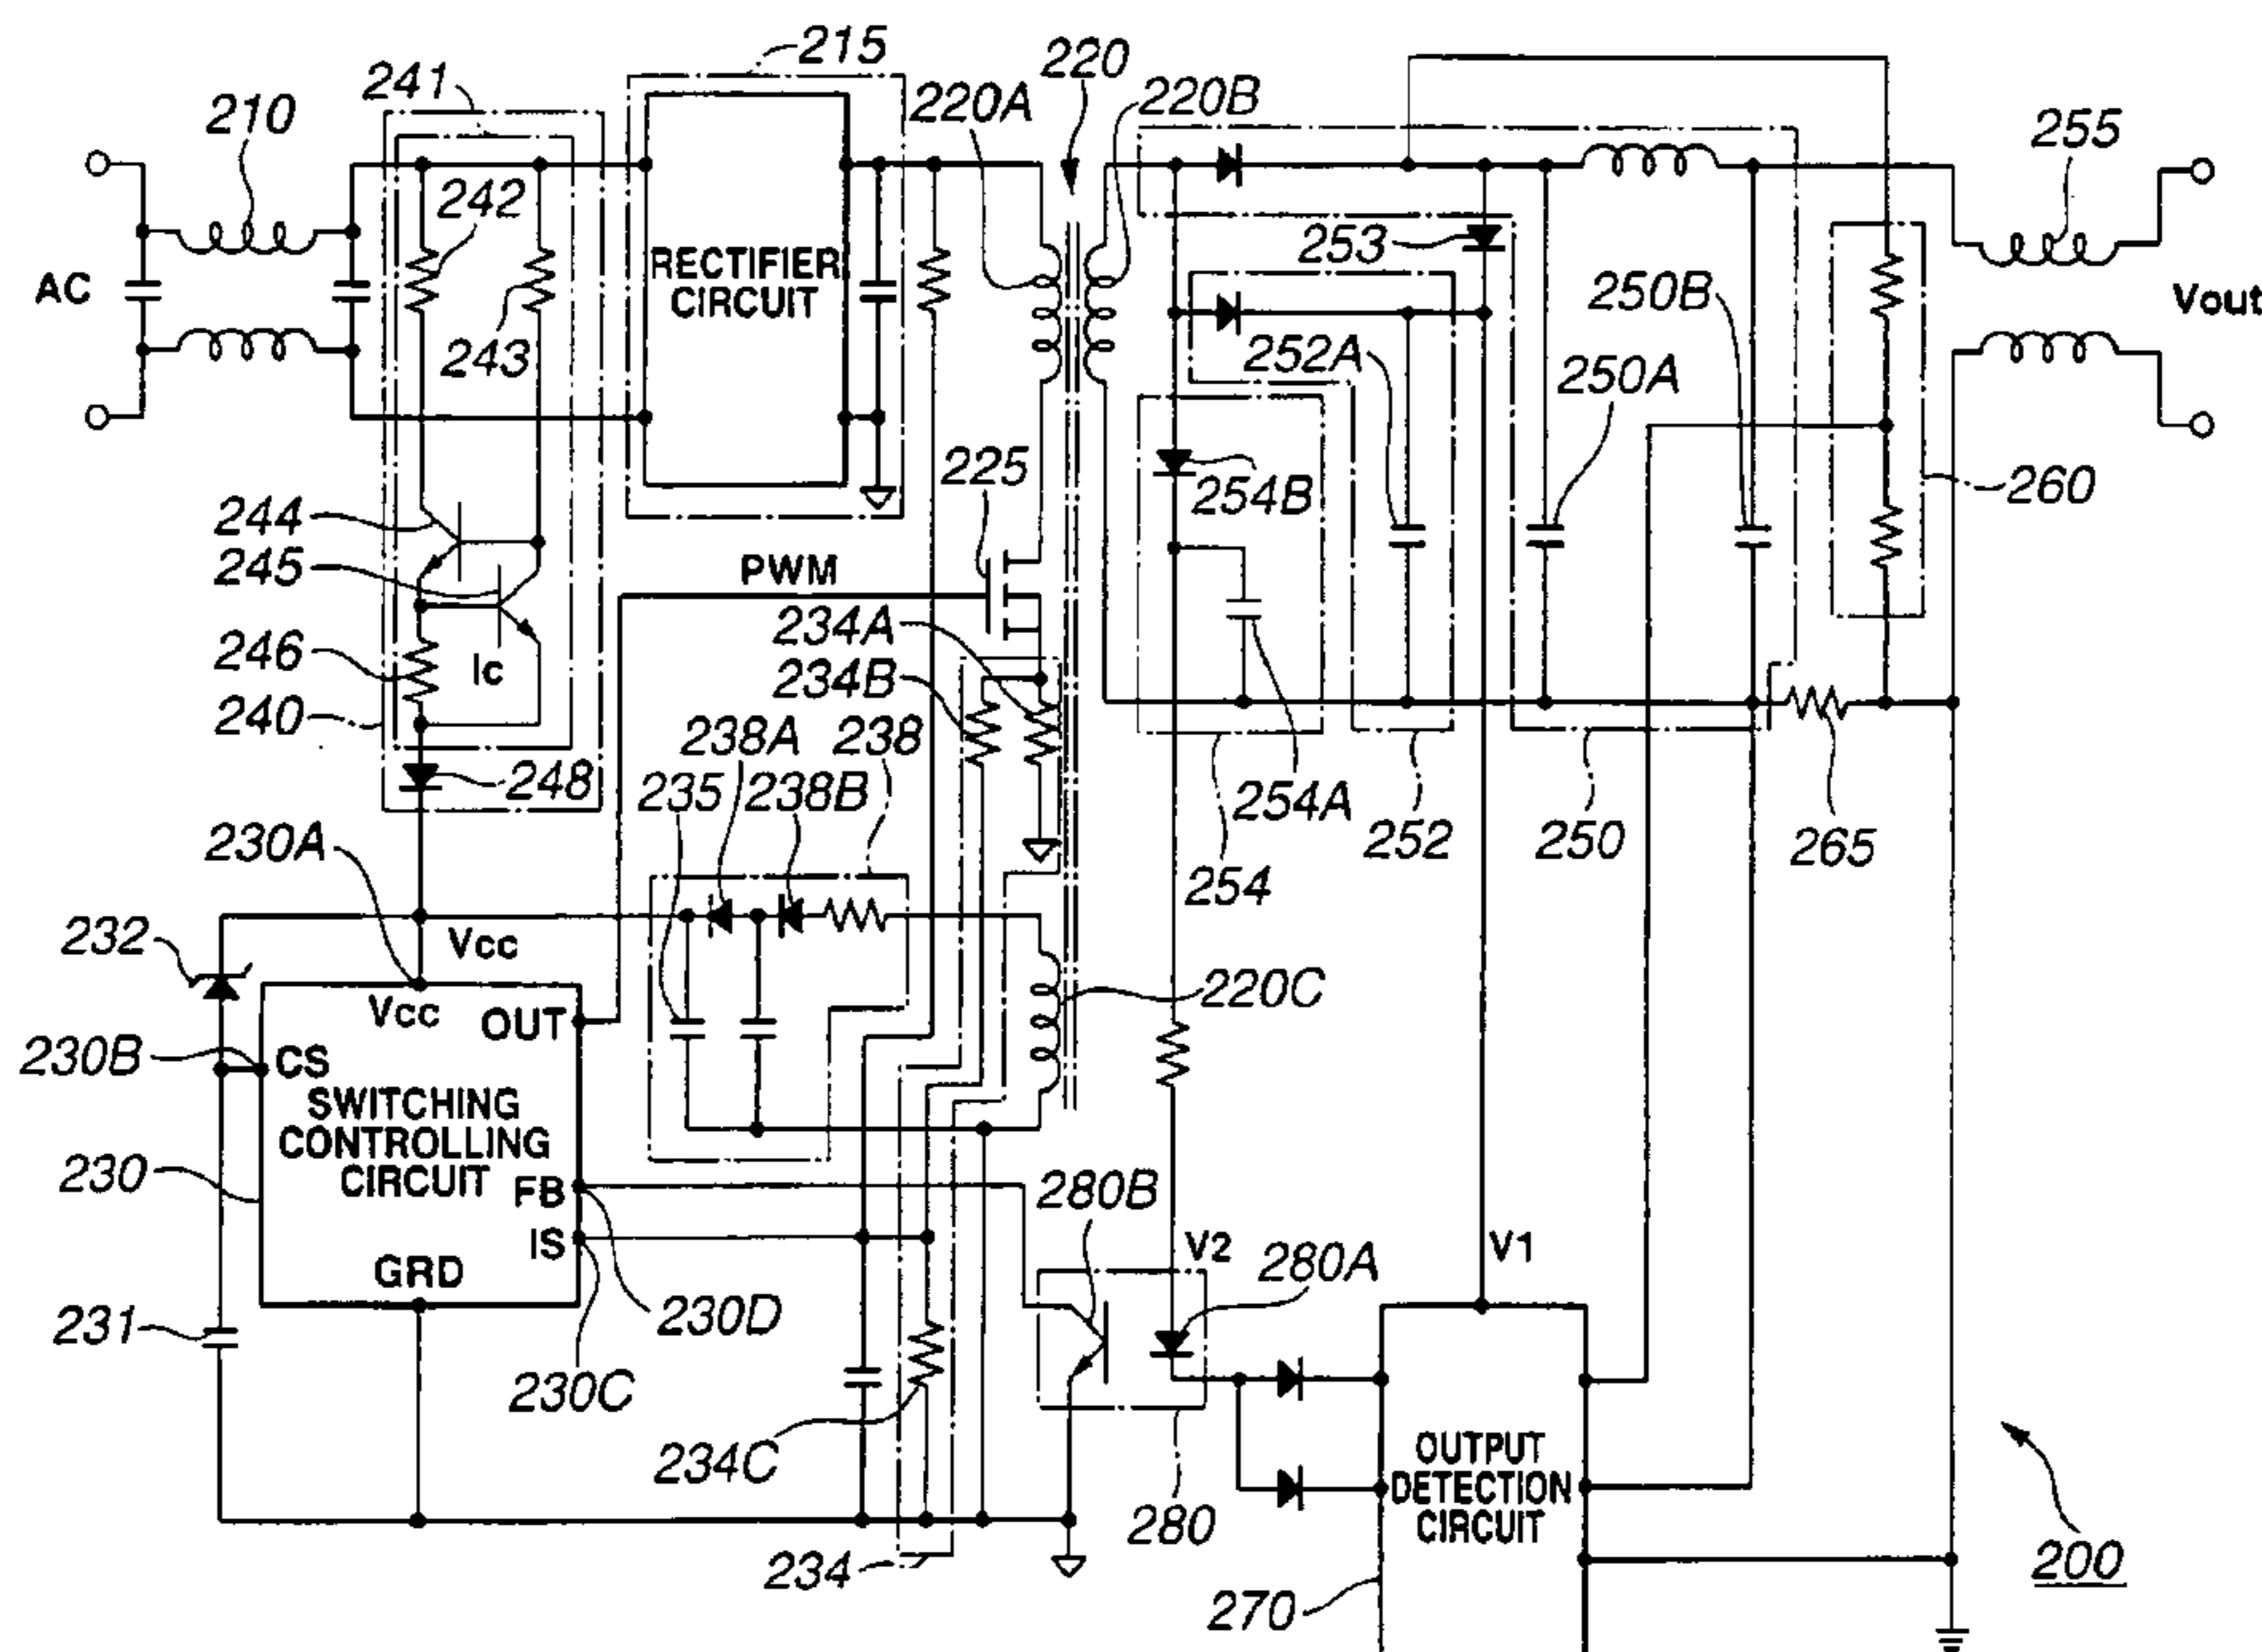 215
220
241
220A
220B
210
255
242
253
RECTIFIER
CIRCUIT
AC
250B
Vout
243
252A
250A
225
254B
260
244
245
PWM
234A
246
Ic
234B
240
238A
238
248
235
238B
254A
252
250
265
230A
254
232
Vcc
220C
Vcc
OUT
230B
CS
SWITCHING
CONTROLLING
CIRCUIT
230
FB
280B
IS
V2
V1
280A
GRD
231
230D
230C
234C
OUTPUT
DETECTION
CIRCUIT
280
234
200
270